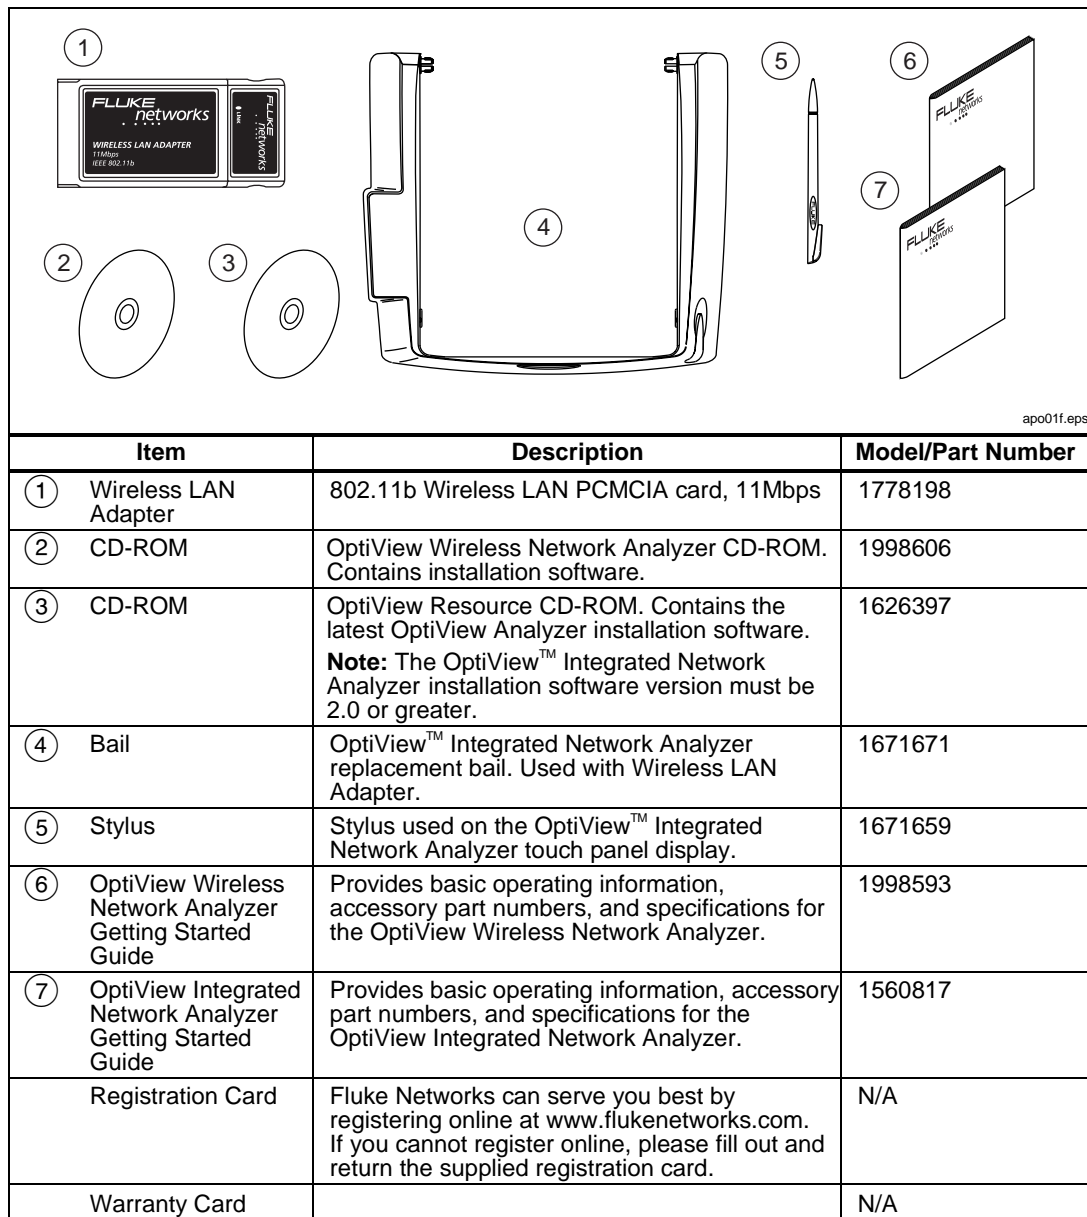 1
FLUKE
networks
WIRELESS LAN ADAPTER
11Mbps
IEEE 802.11b
FLUKE
networks
Link
2
3
4
5
FLUKE
6
FLUKE
networks
7
FLUKE
networks
apo01f.eps
Item Description Model/Part Number
1 Wireless LAN 802.11b Wireless LAN PCMCIA card, 11Mbps 1778198
Adapter
2 CD-ROM OptiView Wireless Network Analyzer CD-ROM. 1998606
Contains installation software.
3 CD-ROM OptiView Resource CD-ROM. Contains the 1626397
latest OptiView Analyzer installation software.
Note: The OptiView™ Integrated Network
Analyzer installation software version must be
2.0 or greater.
4 Bail OptiView™ Integrated Network Analyzer 1671671
replacement bail. Used with Wireless LAN
Adapter.
5 Stylus Stylus used on the OptiView™ Integrated 1671659
Network Analyzer touch panel display.
6 OptiView Wireless Provides basic operating information, 1998593
Network Analyzer accessory part numbers, and specifications for
Getting Started the OptiView Wireless Network Analyzer.
Guide
7 OptiView Integrated Provides basic operating information, accessory 1560817
Network Analyzer part numbers, and specifications for the
Getting Started OptiView Integrated Network Analyzer.
Guide
Registration Card Fluke Networks can serve you best by N/A
registering online at www.flukenetworks.com.
If you cannot register online, please fill out and
return the supplied registration card.
Warranty Card N/A